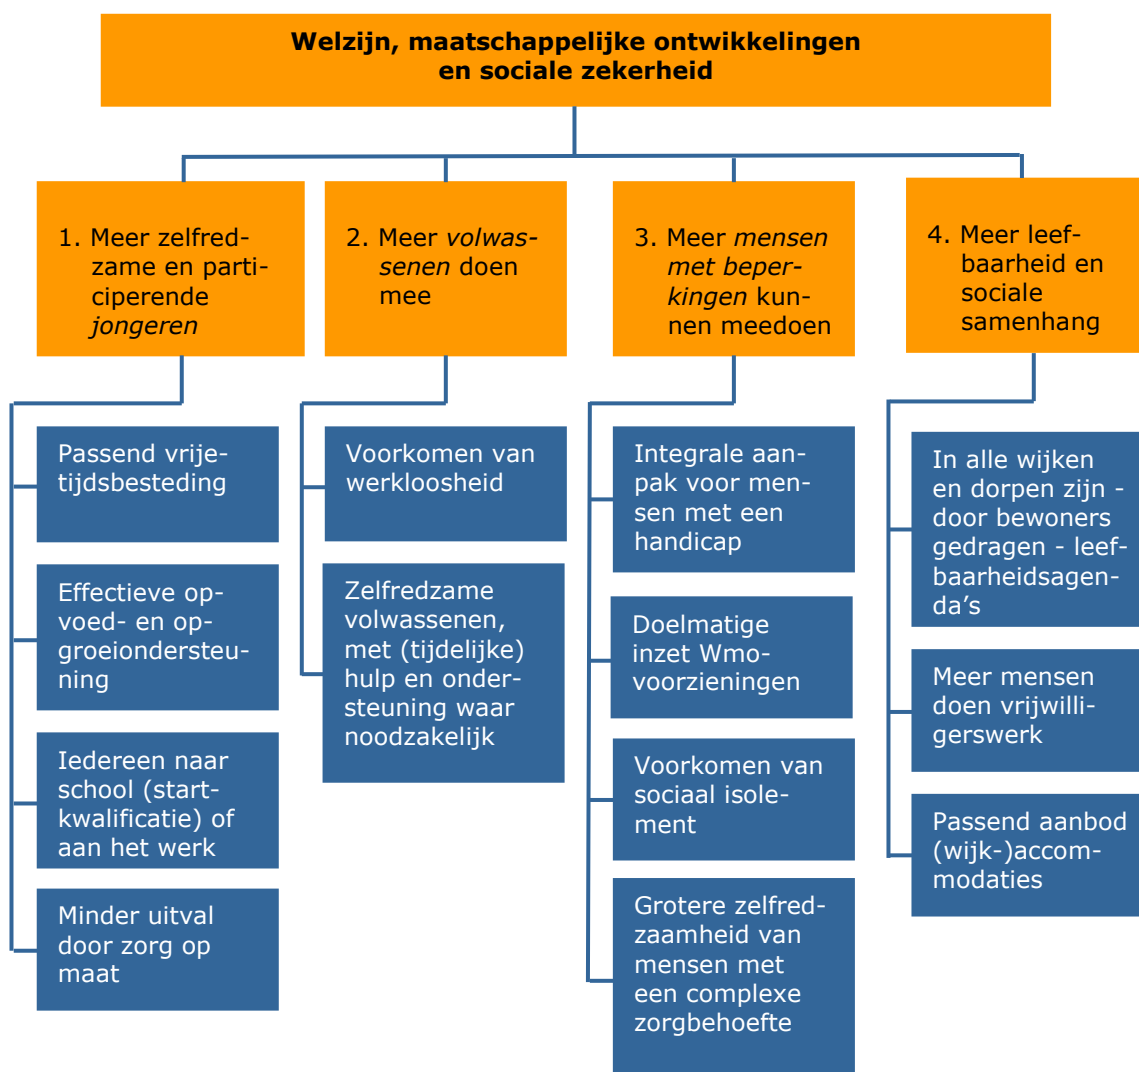 Welzijn, maatschappelijke ontwikkelingen
en sociale zekerheid
1. Meer zelfred-
zame en parti-
ciperende
jongeren
2. Meer volwas-
senen doen
mee
3. Meer mensen
met beper-
kingen kun-
nen meedoen
4. Meer leef-
baarheid en
sociale
samenhang
Passend vrije-
tijdsbesteding
Effectieve op-
voed- en op-
groeiondersteu-
ning
Iedereen naar
school (start-
kwalificatie) of
aan het werk
Minder uitval
door zorg op
maat
Voorkomen van
werkloosheid
Zelfredzame
volwassenen,
met (tijdelijke)
hulp en onder-
steuning waar
noodzakelijk
Integrale aan-
pak voor men-
sen met een
handicap
Doelmatige
inzet Wmo-
voorzieningen
Voorkomen van
sociaal isole-
ment
Grotere zelfred-
zaamheid van
mensen met
een complexe
zorgbehoefte
In alle wijken
en dorpen zijn -
door bewoners
gedragen - leef-
baarheidsagen-
da’s
Meer mensen
doen vrijwilli-
gerswerk
Passend aanbod
(wijk-)accom-
modaties